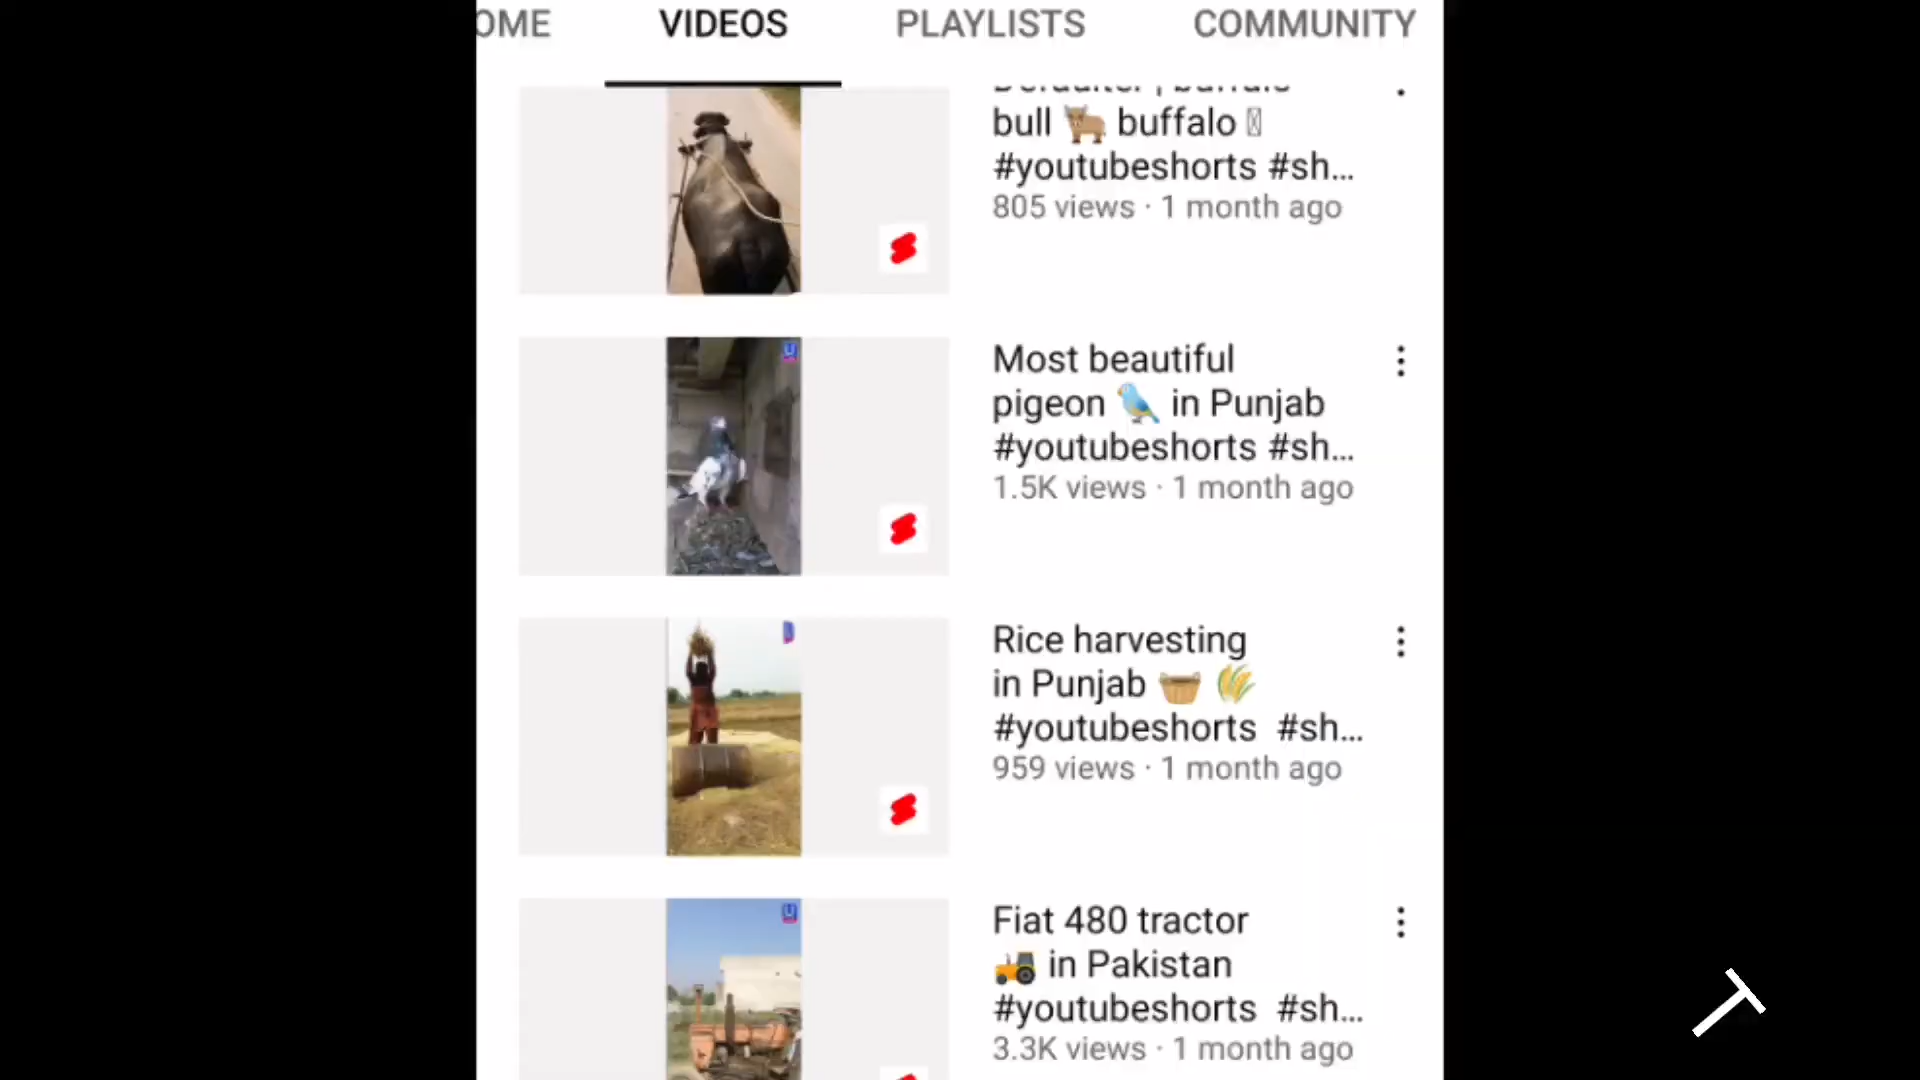 OME VIDEOS PLAYLISTS COMMUNITY
bull 🐂 buffalo
#youtubeshorts #sh...
805 views · 1 month ago
Most beautiful
pigeon 🐦 in Punjab
#youtubeshorts #sh...
1.5K views · 1 month ago
Rice harvesting
in Punjab 🧺 🌾
#youtubeshorts #sh...
959 views · 1 month ago
Fiat 480 tractor
🚜 in Pakistan
#youtubeshorts #sh...
3.3K views · 1 month ago